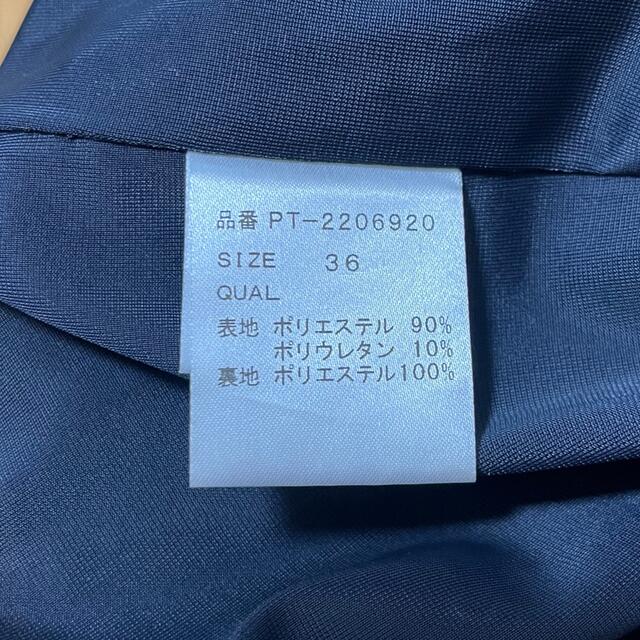 品番 PT-2206920
SIZE 36
QUAL
表地 ポリエステル 90%
ポリウレタン 10%
裏地 ポリエステル100%